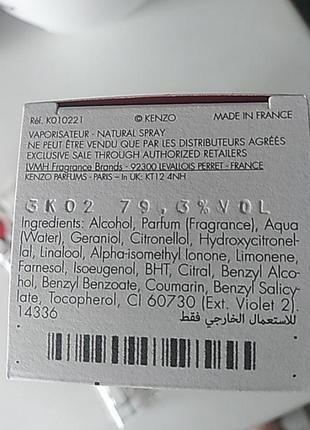 Réf. K010221 © KENZO MADE IN FRANCE
VAPORISATEUR - NATURAL SPRAY
NE PEUT ÊTRE VENDU QUE PAR LES DISTRIBUTEURS AGRÉÉS
EXCLUSIVE SALE THROUGH AUTHORIZED RETAILERS
LVMH Fragrance Brands - 92300 LEVALLOIS PERRET - FRANCE
KENZO PARFUMS - PARIS – In UK: KT12 4NH
3K02 79,3%VOL
Ingredients: Alcohol, Parfum (Fragrance), Aqua
(Water), Geraniol, Citronellol, Hydroxycitronel-
lal, Linalool, Alpha-isomethyl Ionone, Limonene,
Farnesol, Isoeugenol, BHT, Citral, Benzyl Alco-
hol, Benzyl Benzoate, Coumarin, Benzyl Salicy-
late, Tocopherol, CI 60730 (Ext. Violet 2).
14336 للاستعمال الخارجي فقط